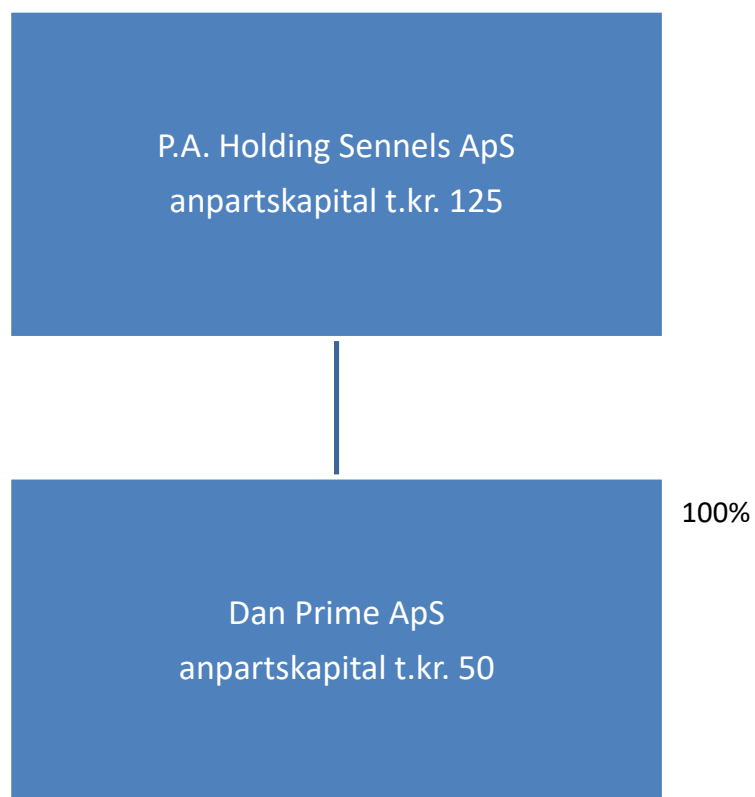 P.A. Holding Sennels ApS
anpartskapital t.kr. 125
100%
Dan Prime ApS
anpartskapital t.kr. 50